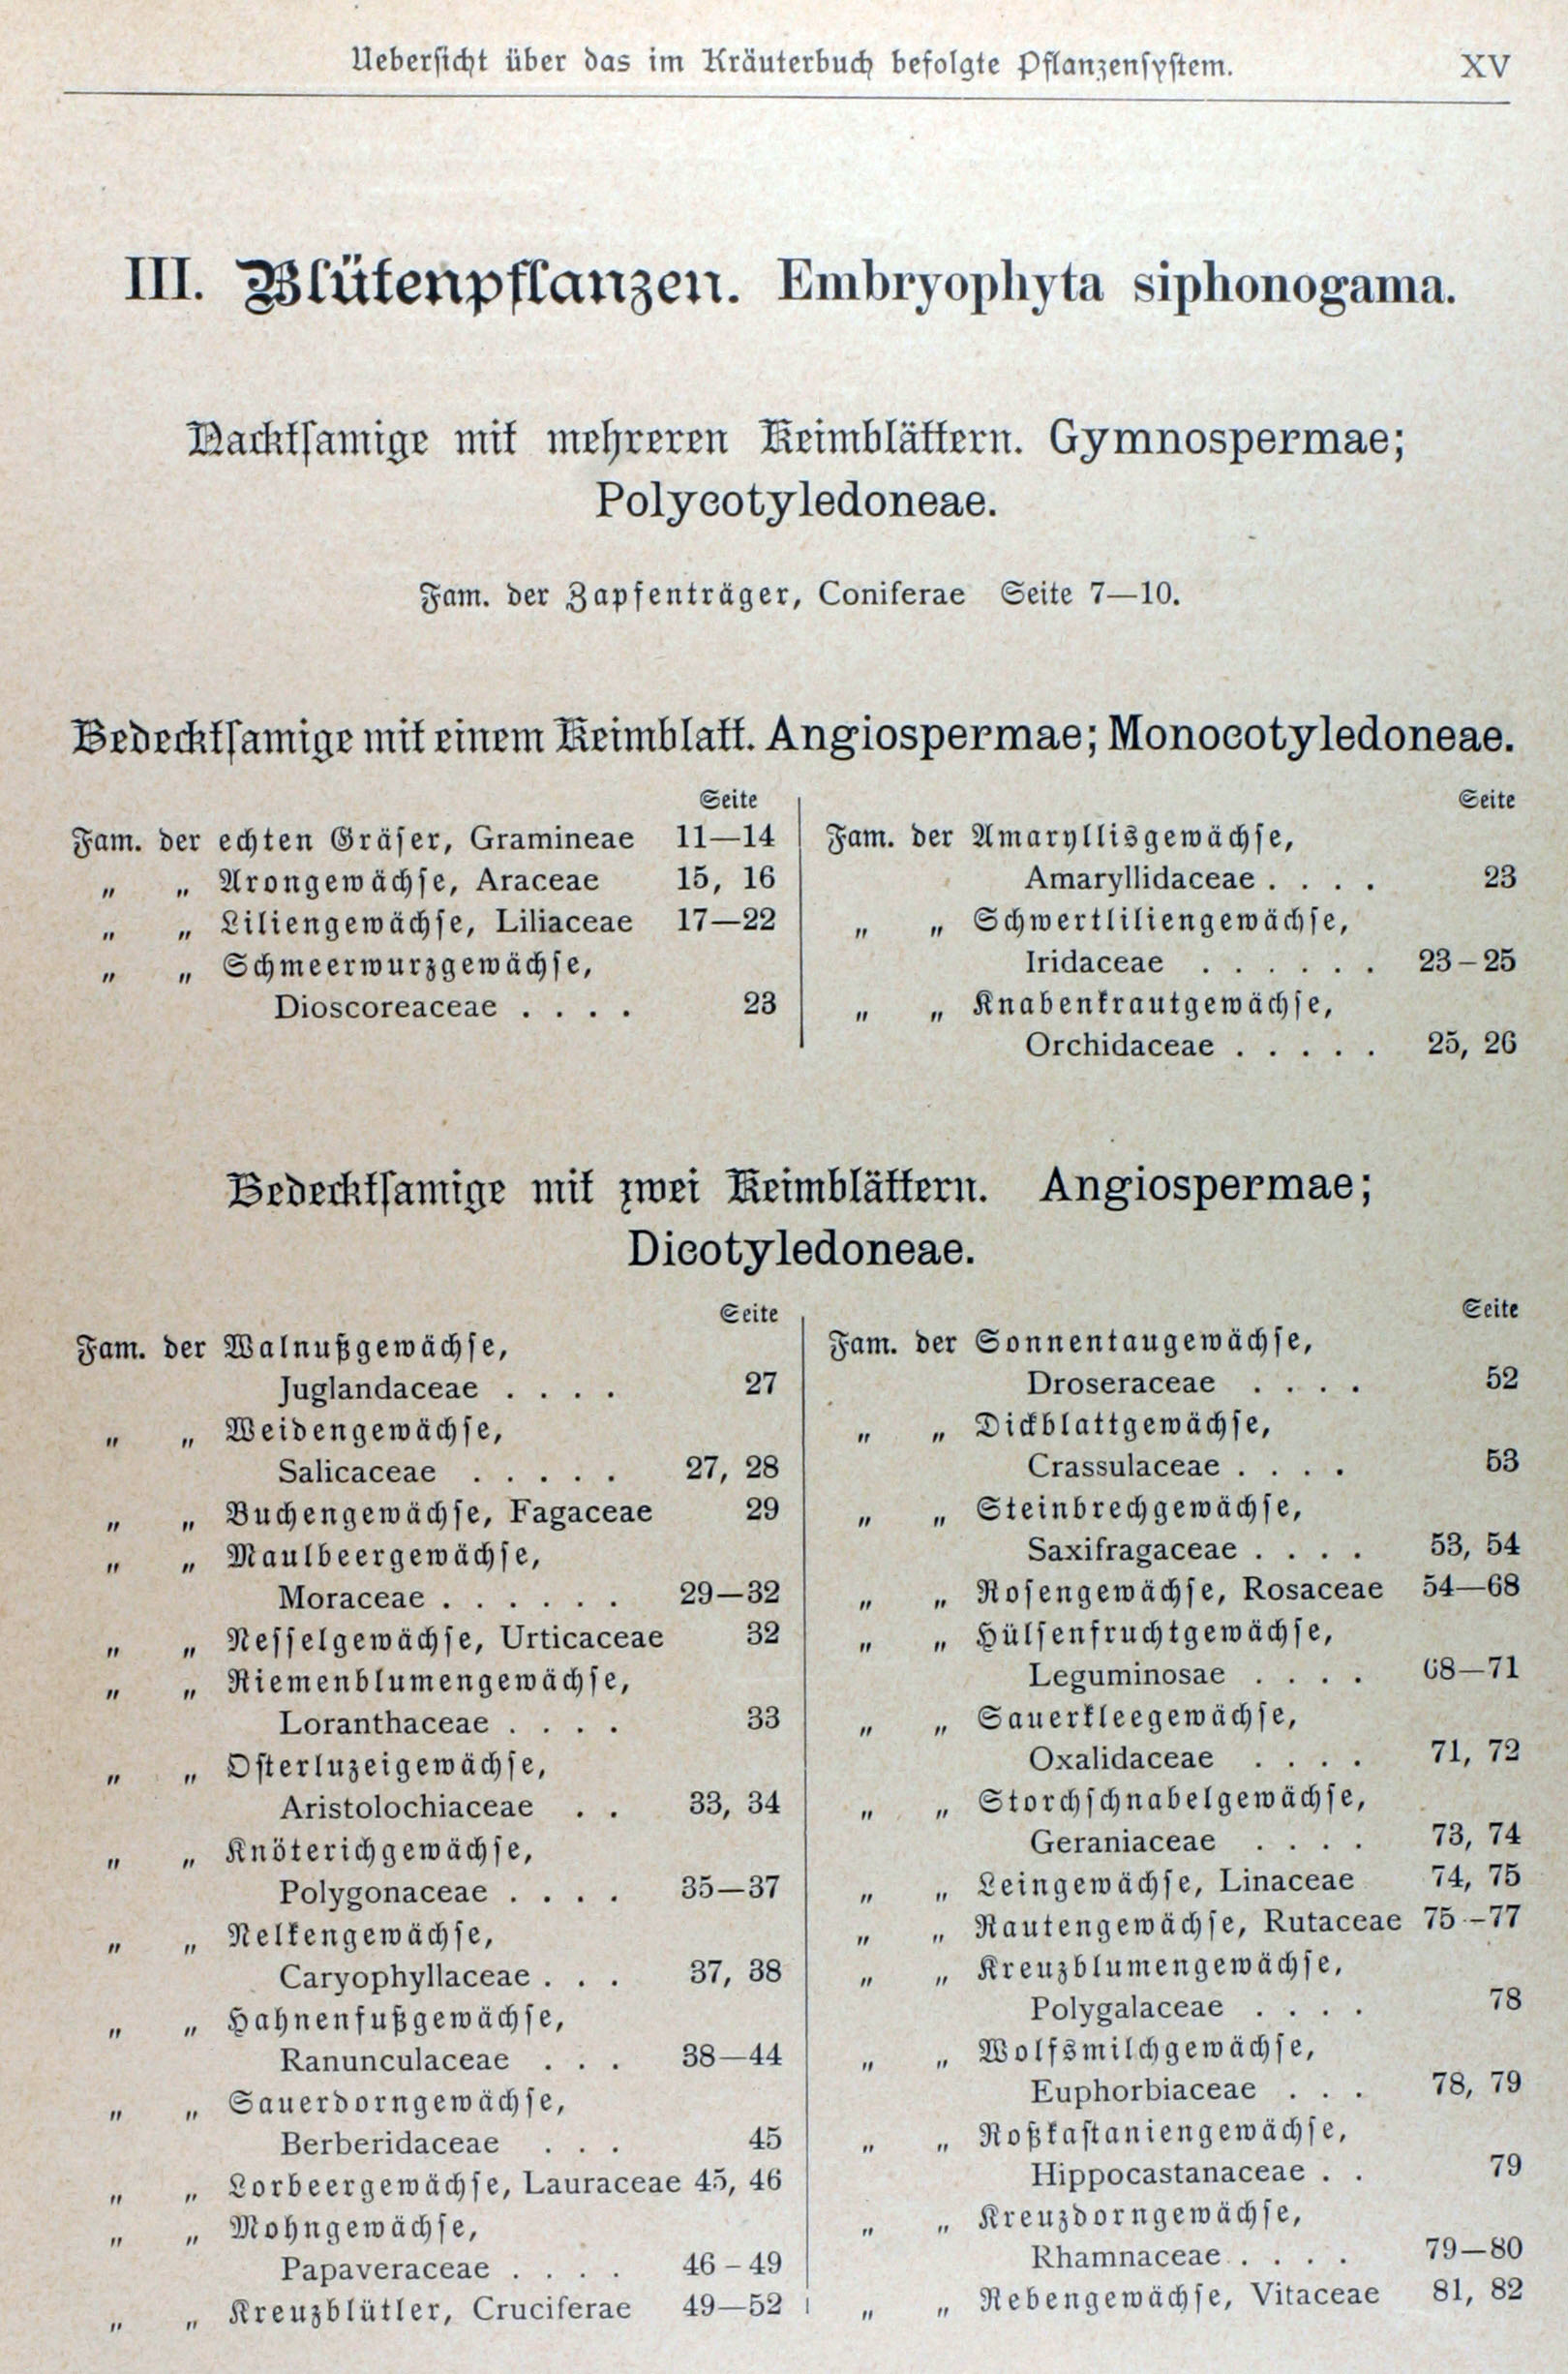 Uebersicht über das im Kräuterbuch befolgte Pflanzensystem. XV
III. Blütenpflanzen. Embryophyta siphonogama.
Nacktsamige mit mehreren Keimblättern. Gymnospermae;
Polycotyledoneae.
Fam. der Zapfenträger, Coniferae Seite 7—10.
Bedecktsamige mit einem Keimblatt. Angiospermae; Monocotyledoneae.
Seite
Fam. der echten Gräser, Gramineae 11—14
„ „ Arongewächse, Araceae 15, 16
„ „ Liliengewächse, Liliaceae 17—22
„ „ Schmeerwurzgewächse,
Dioscoreaceae . . . . 23
Seite
Fam. der Amaryllisgewächse,
Amaryllidaceae . . . . 23
„ „ Schwertliliengewächse,
Iridaceae . . . . . . 23–25
„ „ Knabenkrautgewächse,
Orchidaceae . . . . . 25, 26
Bedecktsamige mit zwei Keimblättern. Angiospermae;
Dicotyledoneae.
Seite
Fam. der Walnußgewächse,
Juglandaceae . . . . 27
„ „ Weidengewächse,
Salicaceae . . . . . 27, 28
„ „ Buchengewächse, Fagaceae 29
„ „ Maulbeergewächse,
Moraceae . . . . . . 29—32
„ „ Nesselgewächse, Urticaceae 32
„ „ Riemenblumengewächse,
Loranthaceae . . . . 33
„ „ Osterluzeigewächse,
Aristolochiaceae . . 33, 34
„ „ Knöterichgewächse,
Polygonaceae . . . . 35—37
„ „ Nelkengewächse,
Caryophyllaceae . . . 37, 38
„ „ Hahnenfußgewächse,
Ranunculaceae . . . 38—44
„ „ Sauerdorngewächse,
Berberidaceae . . . 45
„ „ Lorbeergewächse, Lauraceae 45, 46
„ „ Mohngewächse,
Papaveraceae . . . . 46–49
„ „ Kreuzblütler, Cruciferae 49—52
Seite
Fam. der Sonnentaugewächse,
Droseraceae . . . . 52
„ „ Dickblattgewächse,
Crassulaceae . . . . 53
„ „ Steinbrechgewächse,
Saxifragaceae . . . . 53, 54
„ „ Rosengewächse, Rosaceae 54—68
„ „ Hülsenfruchtgewächse,
Leguminosae . . . . 68—71
„ „ Sauerkleegewächse,
Oxalidaceae . . . . 71, 72
„ „ Storchschnabelgewächse,
Geraniaceae . . . . 73, 74
„ „ Leingewächse, Linaceae 74, 75
„ „ Rautengewächse, Rutaceae 75–77
„ „ Kreuzblumengewächse,
Polygalaceae . . . . 78
„ „ Wolfsmilchgewächse,
Euphorbiaceae . . . 78, 79
„ „ Roßkastaniengewächse,
Hippocastanaceae . . 79
„ „ Kreuzdorngewächse,
Rhamnaceae . . . . 79—80
„ „ Rebengewächse, Vitaceae 81, 82